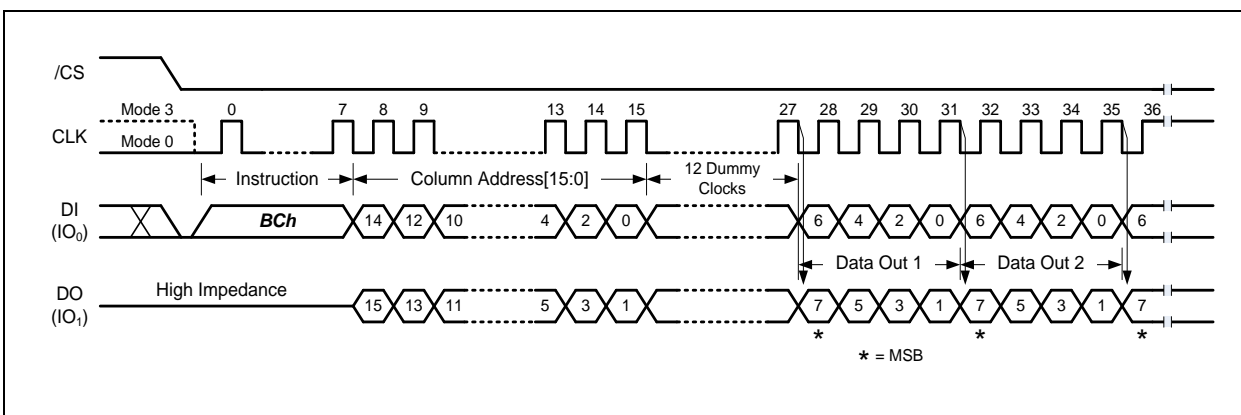 /CS
Mode 3 0 7 8 9 13 14 15 27 28 29 30 31 32 33 34 35 36
CLK Mode 0
Instruction Column Address[15:0] 12 Dummy
Clocks
DI
(IO0) BCh 14 12 10 4 2 0 6 4 2 0 6 4 2 0 6
Data Out 1 Data Out 2
DO High Impedance
(IO1) 15 13 11 5 3 1 7 5 3 1 7 5 3 1 7
* * *
* = MSB